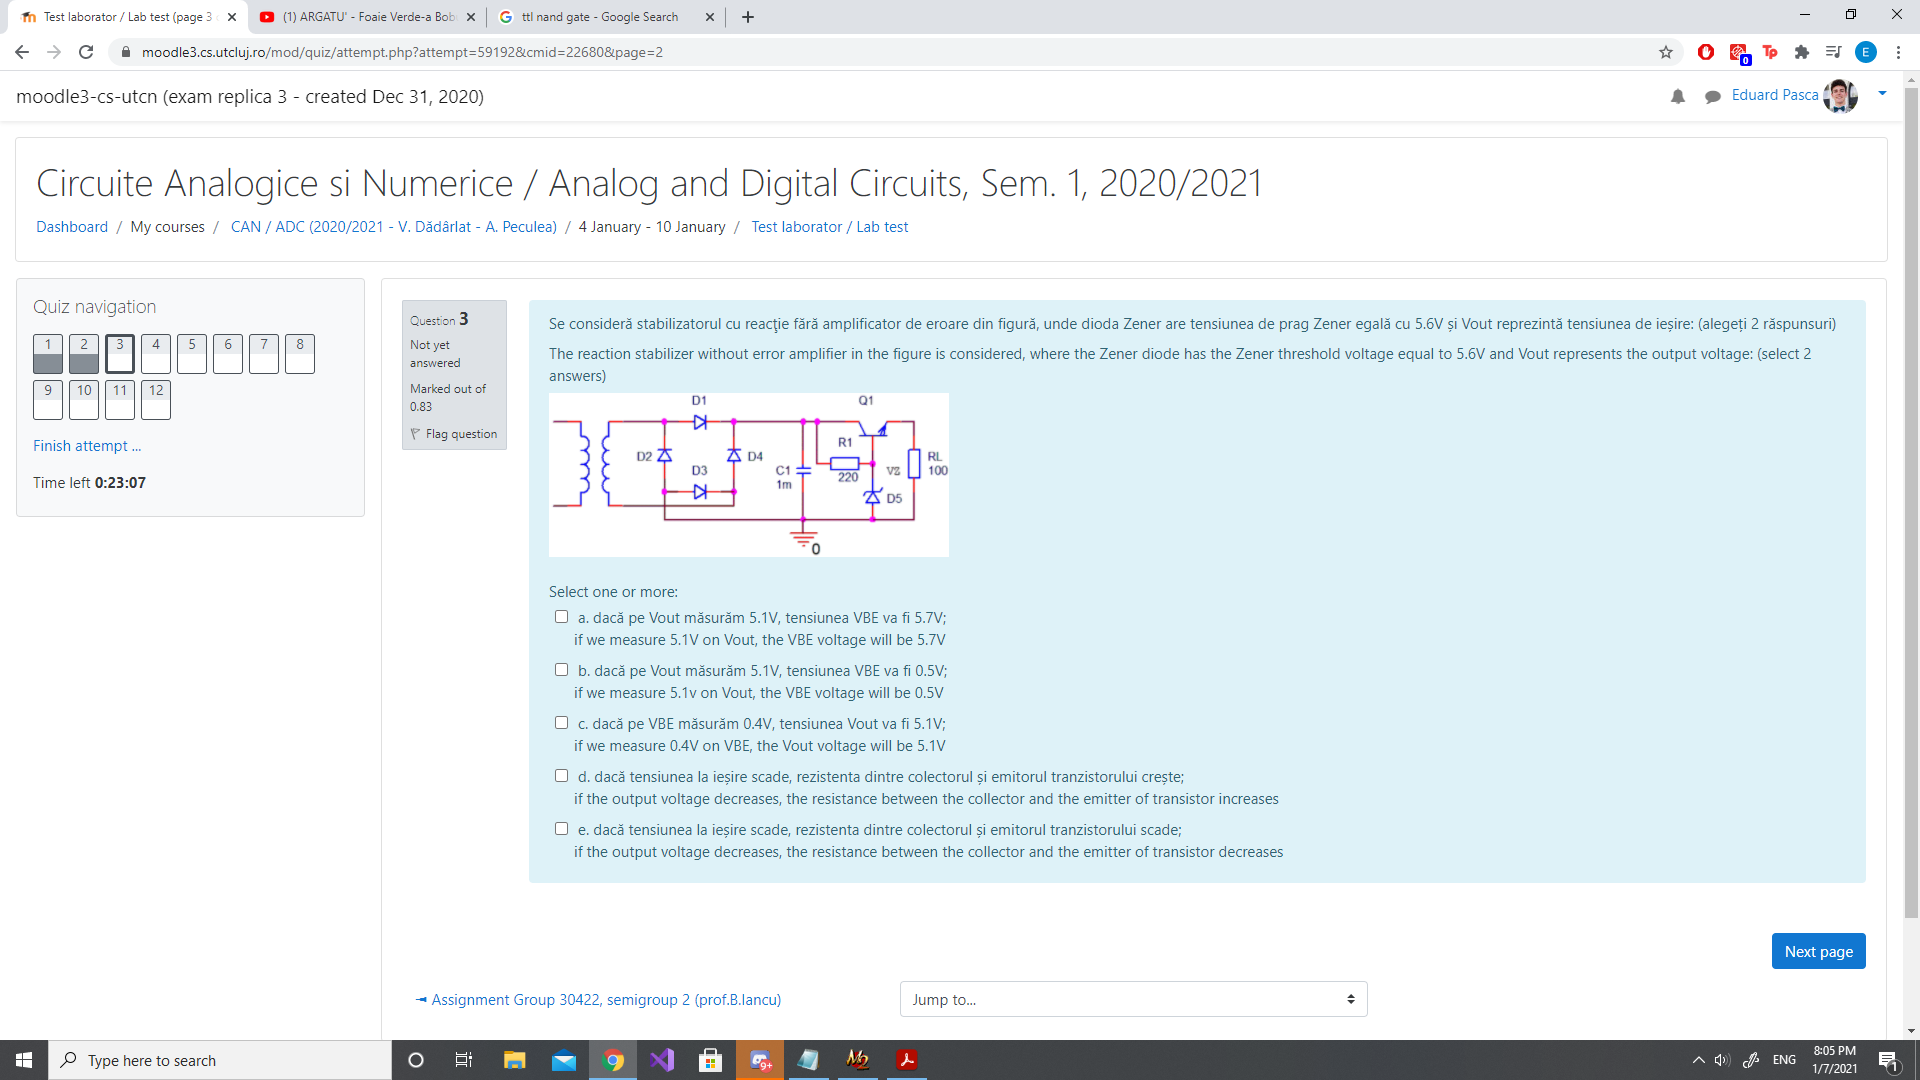 Test laborator / Lab test (page 3
(1) ARGATU' - Foaie Verde-a Bob
ttl nand gate - Google Search
moodle3.cs.utcluj.ro/mod/quiz/attempt.php?attempt=59192&cmid=22680&page=2
0
Tp
E
moodle3-cs-utcn (exam replica 3 - created Dec 31, 2020)
Eduard Pasca
Circuite Analogice si Numerice / Analog and Digital Circuits, Sem. 1, 2020/2021
Dashboard / My courses / CAN / ADC (2020/2021 - V. Dădârlat - A. Peculea) / 4 January - 10 January / Test laborator / Lab test
Quiz navigation
1 2 3 4 5 6 7 8
9 10 11 12
Finish attempt ...
Time left 0:23:07
Question 3
Not yet
answered
Marked out of
0.83
Flag question
Se consideră stabilizatorul cu reacţie fără amplificator de eroare din figură, unde dioda Zener are tensiunea de prag Zener egală cu 5.6V și Vout reprezintă tensiunea de ieșire: (alegeți 2 răspunsuri)
The reaction stabilizer without error amplifier in the figure is considered, where the Zener diode has the Zener threshold voltage equal to 5.6V and Vout represents the output voltage: (select 2
answers)
D1
Q1
R1
D2
D4
RL
D3
C1
VZ
100
220
1m
D5
0
Select one or more:
a. dacă pe Vout măsurăm 5.1V, tensiunea VBE va fi 5.7V;
if we measure 5.1V on Vout, the VBE voltage will be 5.7V
b. dacă pe Vout măsurăm 5.1V, tensiunea VBE va fi 0.5V;
if we measure 5.1v on Vout, the VBE voltage will be 0.5V
c. dacă pe VBE măsurăm 0.4V, tensiunea Vout va fi 5.1V;
if we measure 0.4V on VBE, the Vout voltage will be 5.1V
d. dacă tensiunea la ieșire scade, rezistenta dintre colectorul și emitorul tranzistorului crește;
if the output voltage decreases, the resistance between the collector and the emitter of transistor increases
e. dacă tensiunea la ieșire scade, rezistenta dintre colectorul și emitorul tranzistorului scade;
if the output voltage decreases, the resistance between the collector and the emitter of transistor decreases
Next page
◄ Assignment Group 30422, semigroup 2 (prof.B.Iancu)
Jump to...
Type here to search
9+
ENG
8:05 PM
1/7/2021
1